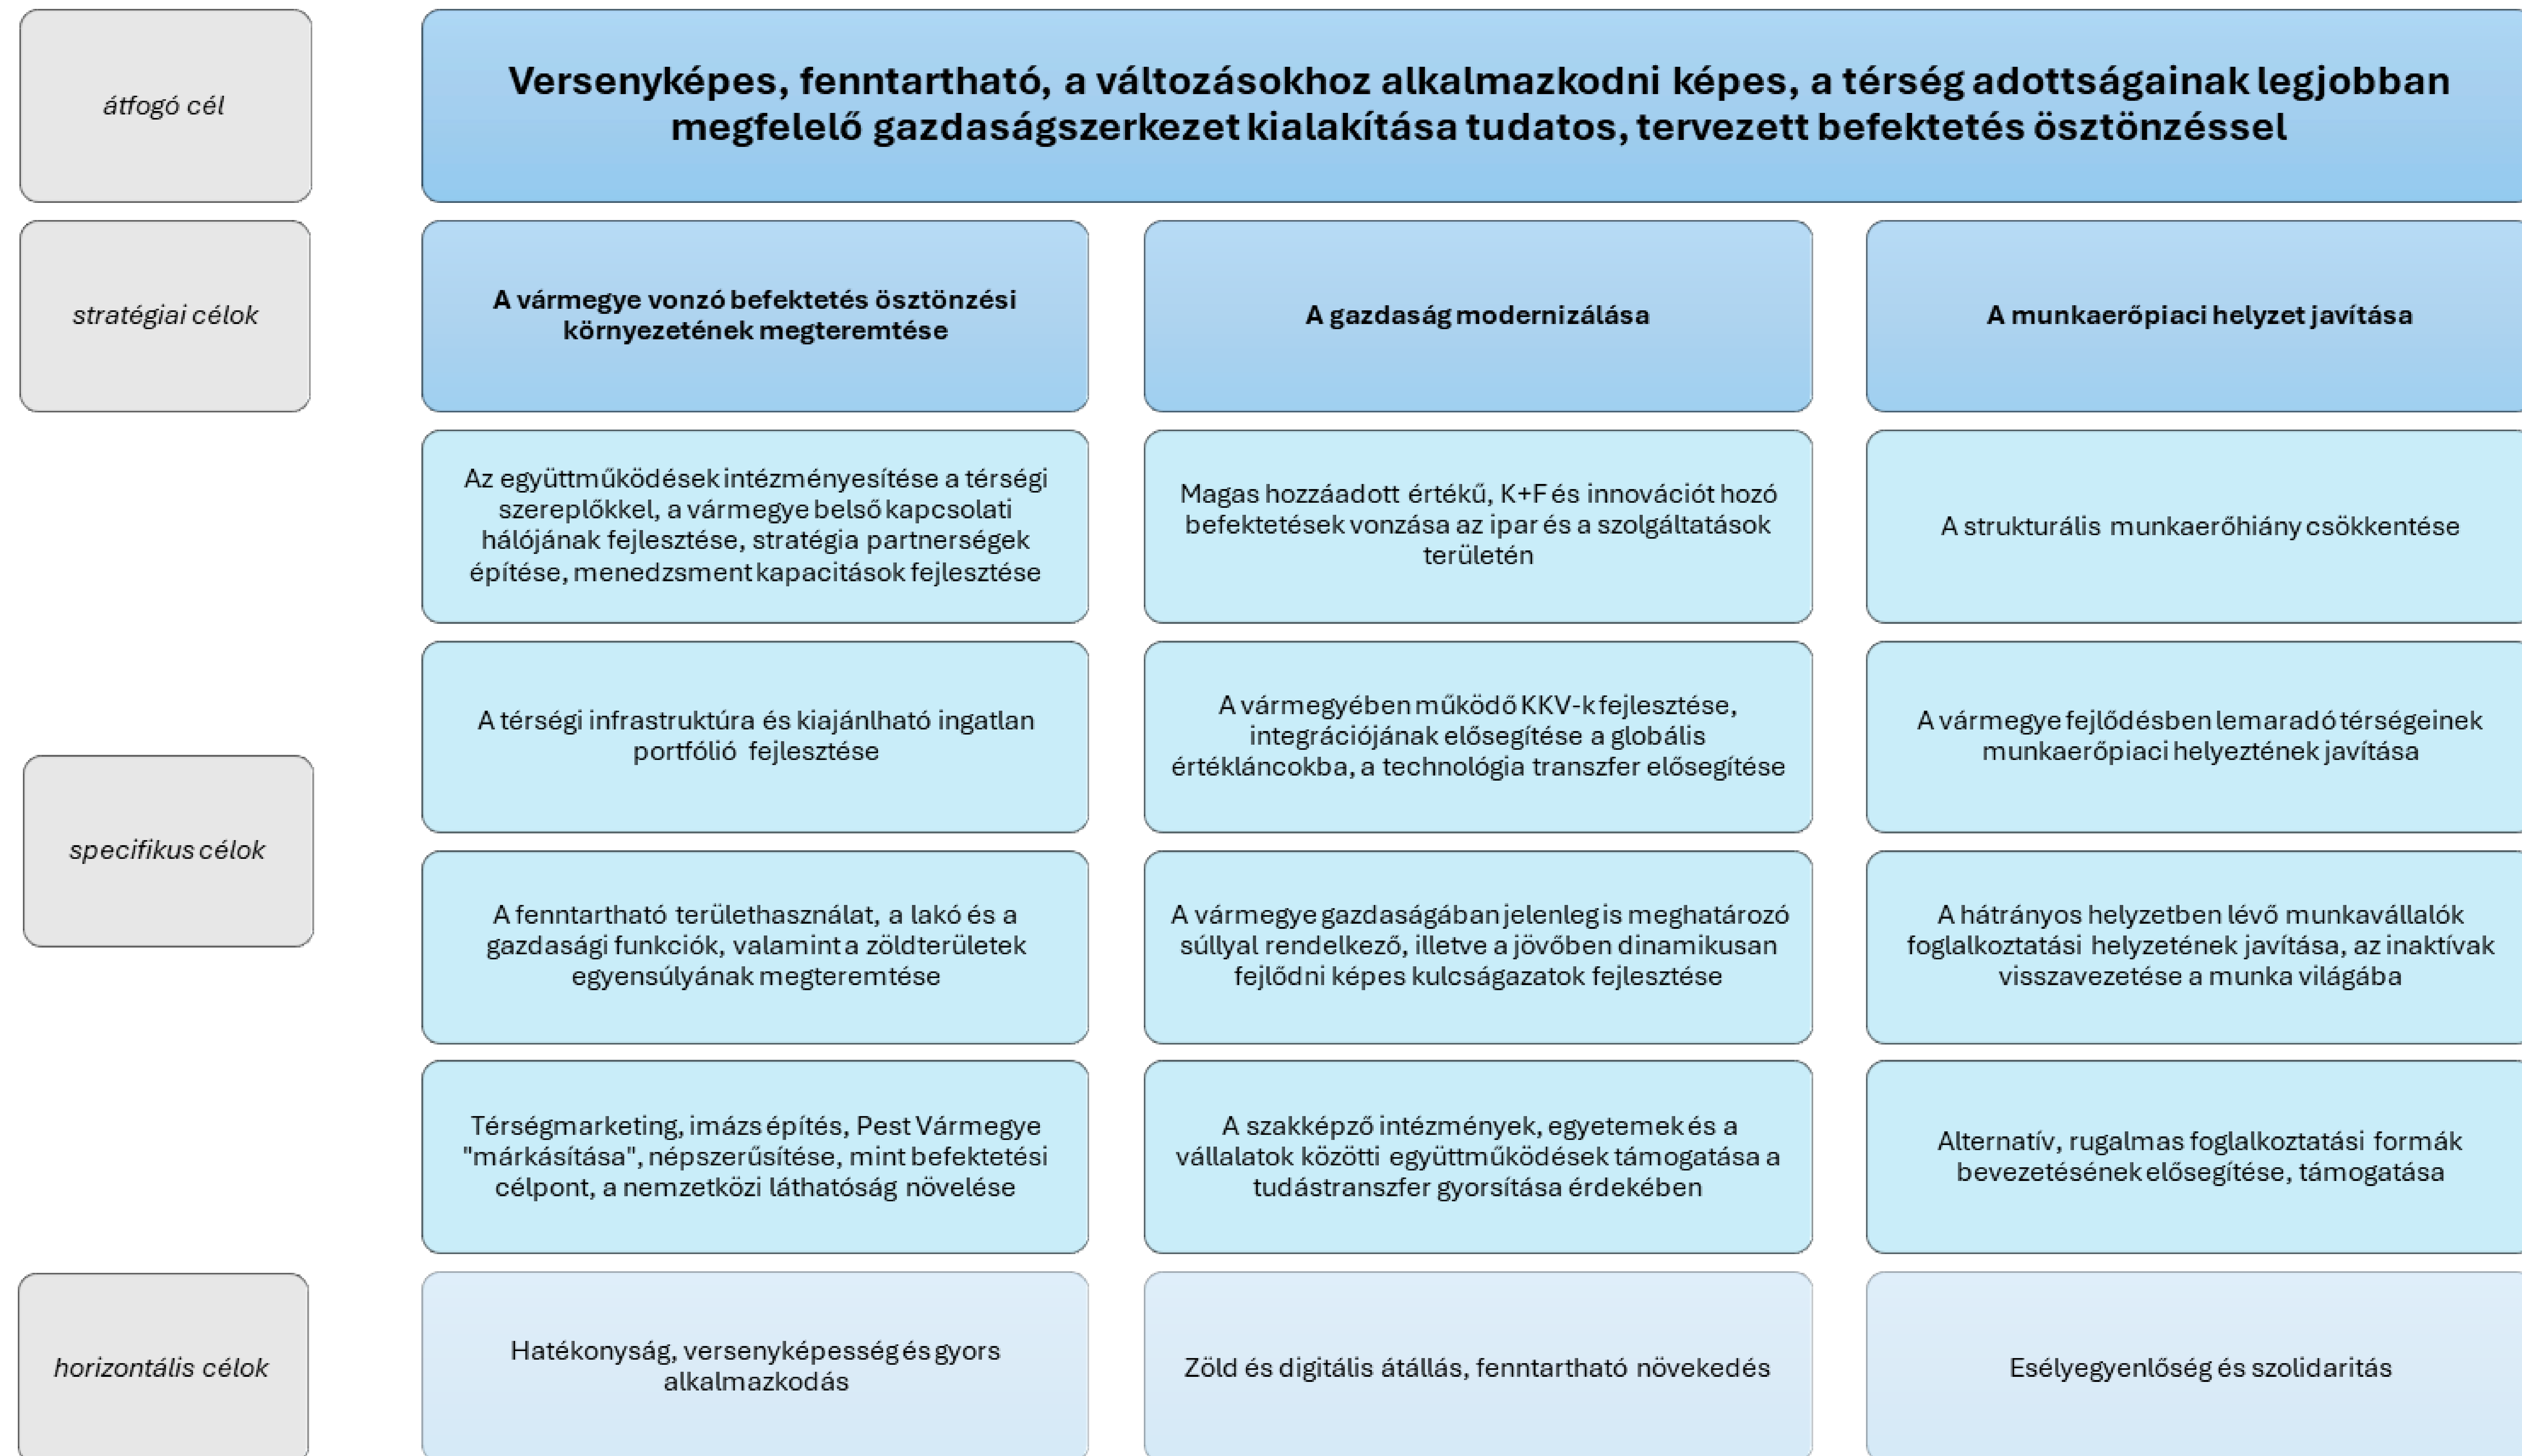 átfogó cél
Versenyképes, fenntartható, a változásokhoz alkalmazkodni képes, a térség adottságainak legjobban
megfelelő gazdaságszerkezet kialakítása tudatos, tervezett befektetés ösztönzéssel
stratégiai célok
A vármegye vonzó befektetés ösztönzési
környezetének megteremtése
A gazdaság modernizálása
A munkaerőpiaci helyzet javítása
specifikus célok
Az együttműködések intézményesítése a térségi
szereplőkkel, a vármegye belső kapcsolati
hálójának fejlesztése, stratégia partnerségek
építése, menedzsment kapacitások fejlesztése
Magas hozzáadott értékű, K+F és innovációt hozó
befektetések vonzása az ipar és a szolgáltatások
területén
A strukturális munkaerőhiány csökkentése
A térségi infrastruktúra és kiajánlható ingatlan
portfólió fejlesztése
A vármegyében működő KKV-k fejlesztése,
integrációjának elősegítése a globális
értékláncokba, a technológia transzfer elősegítése
A vármegye fejlődésben lemaradó térségeinek
munkaerőpiaci helyeztének javítása
A fenntartható területhasználat, a lakó és a
gazdasági funkciók, valamint a zöldterületek
egyensúlyának megteremtése
A vármegye gazdaságában jelenleg is meghatározó
súllyal rendelkező, illetve a jövőben dinamikusan
fejlődni képes kulcságazatok fejlesztése
A hátrányos helyzetben lévő munkavállalók
foglalkoztatási helyzetének javítása, az inaktívak
visszavezetése a munka világába
Térségmarketing, imázs építés, Pest Vármegye
"márkásítása", népszerűsítése, mint befektetési
célpont, a nemzetközi láthatóság növelése
A szakképző intézmények, egyetemek és a
vállalatok közötti együttműködések támogatása a
tudástranszfer gyorsítása érdekében
Alternatív, rugalmas foglalkoztatási formák
bevezetésének elősegítése, támogatása
horizontális célok
Hatékonyság, versenyképesség és gyors
alkalmazkodás
Zöld és digitális átállás, fenntartható növekedés
Esélyegyenlőség és szolidaritás